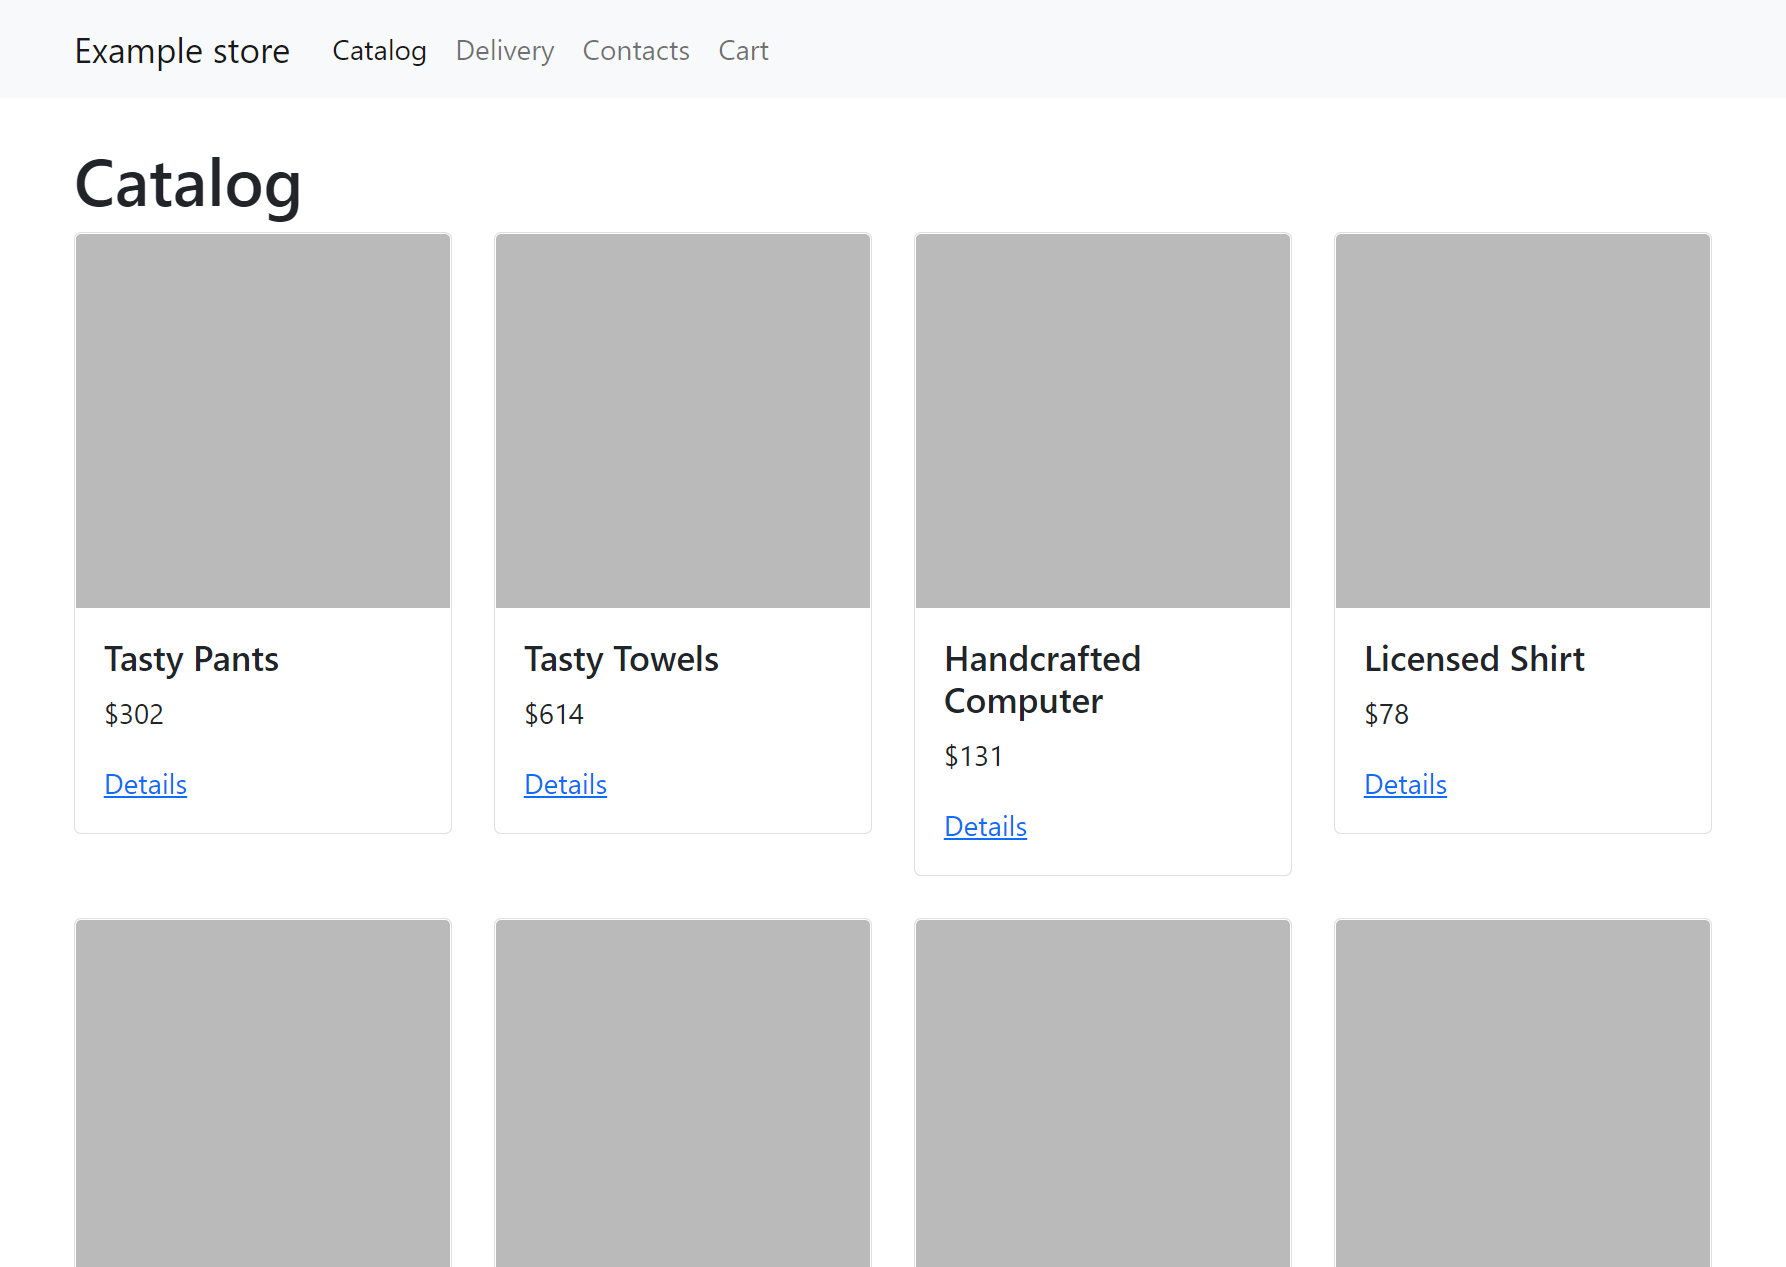 Example store Catalog Delivery Contacts Cart
Catalog
Tasty Pants
$302
Details
Tasty Towels
$614
Details
Handcrafted
Computer
$131
Details
Licensed Shirt
$78
Details